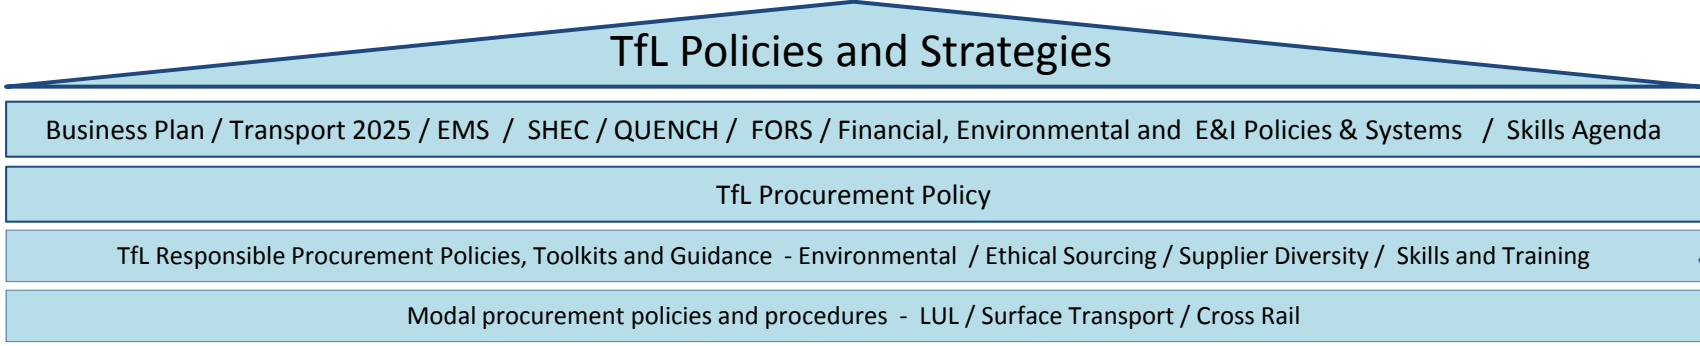 TfL Policies and Strategies
Business Plan / Transport 2025 / EMS / SHEC / QUENCH / FORS / Financial, Environmental and E&I Policies & Systems / Skills Agenda
TfL Procurement Policy
TfL Responsible Procurement Policies, Toolkits and Guidance - Environmental / Ethical Sourcing / Supplier Diversity / Skills and Training
Modal procurement policies and procedures - LUL / Surface Transport / Cross Rail